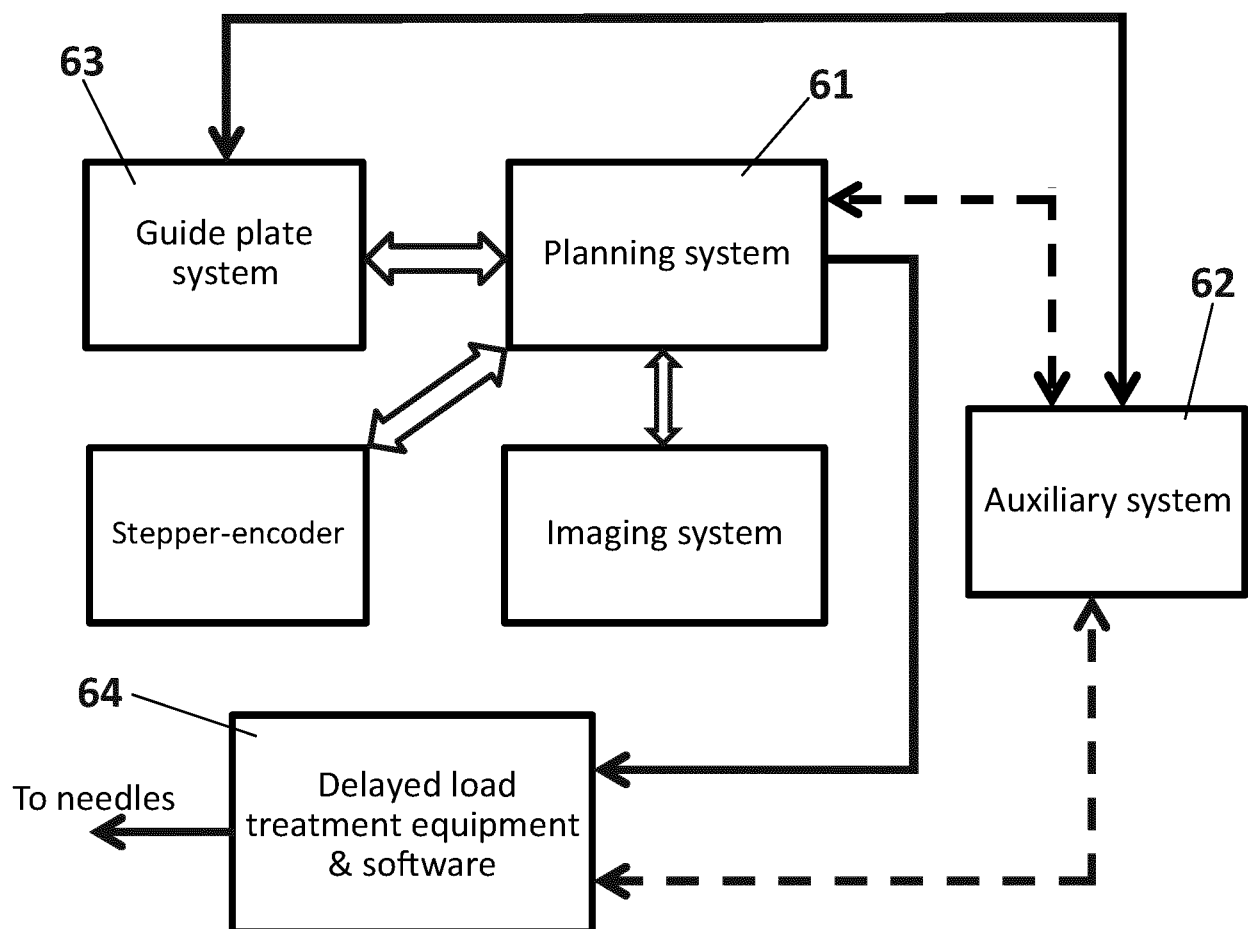 63
61
Guide plate
system
Planning system
62
Stepper-encoder
Imaging system
Auxiliary system
64
To needles
Delayed load
treatment equipment
& software